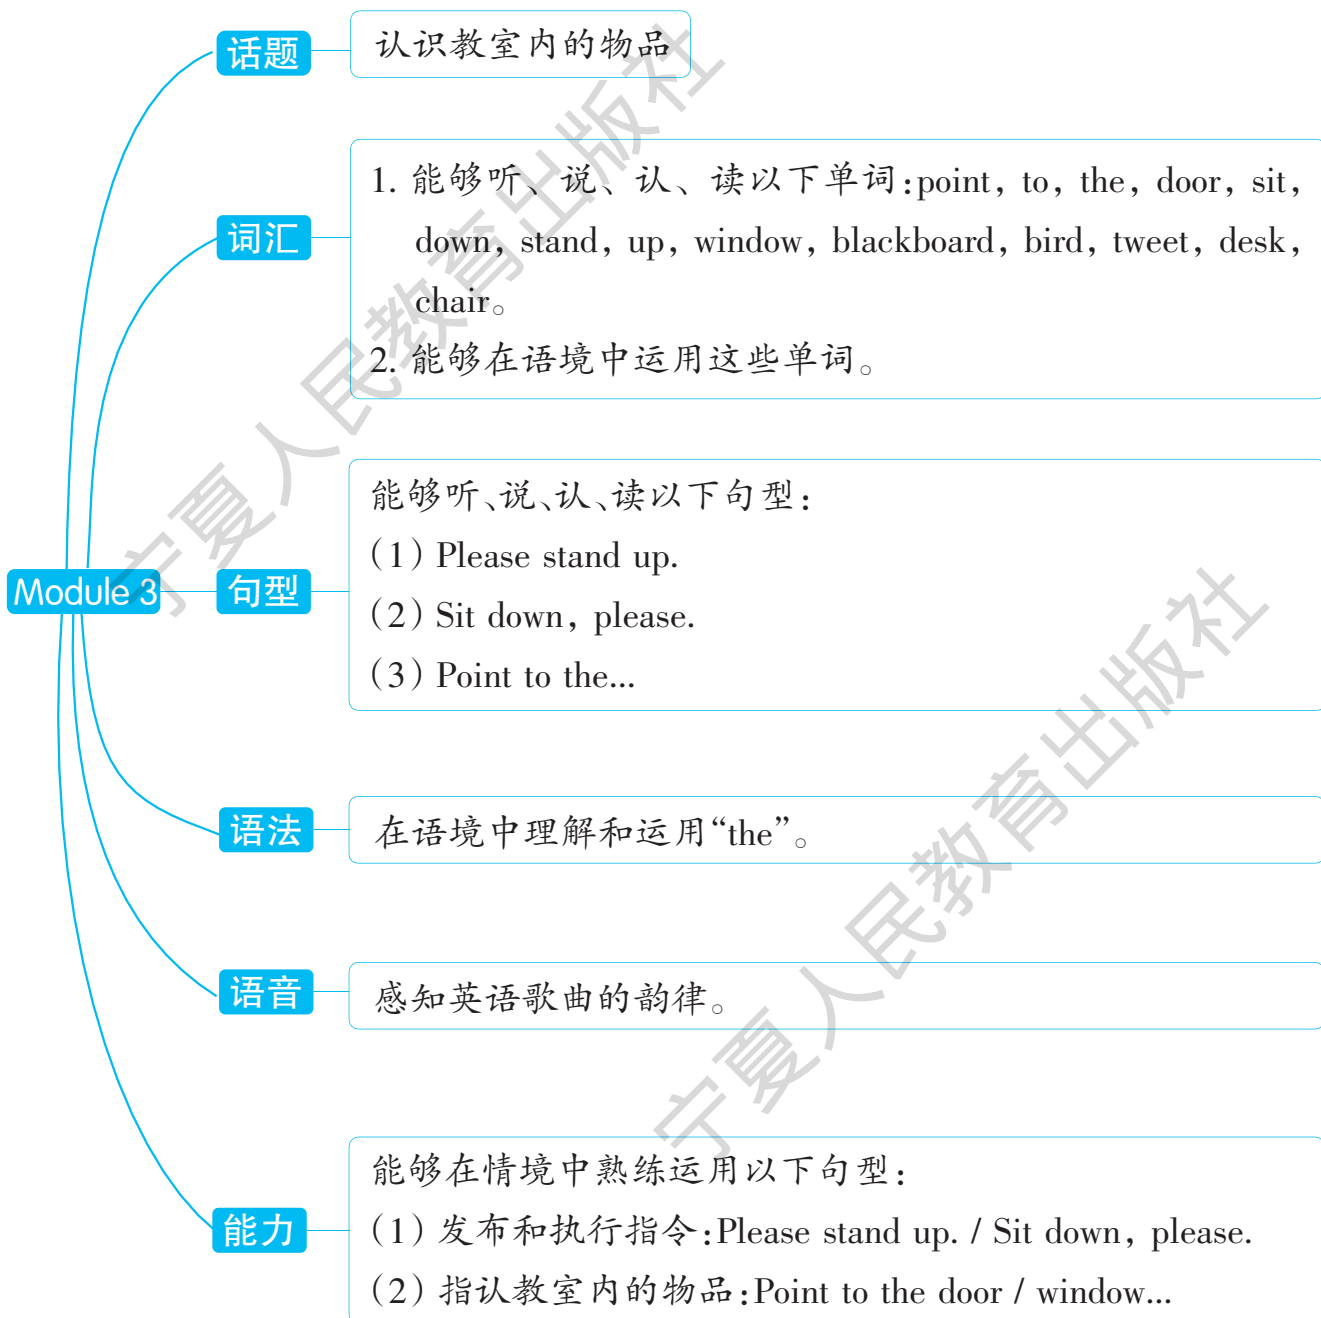 话题
认识教室内的物品
词汇
1. 能够听、说、认、读以下单词:point, to, the, door, sit,
down, stand, up, window, blackboard, bird, tweet, desk,
chair。
2. 能够在语境中运用这些单词。
Module 3
句型
能够听、说、认、读以下句型:
(1) Please stand up.
(2) Sit down, please.
(3) Point to the...
语法
在语境中理解和运用“the”。
语音
感知英语歌曲的韵律。
能力
能够在情境中熟练运用以下句型:
(1) 发布和执行指令:Please stand up. / Sit down, please.
(2) 指认教室内的物品:Point to the door / window...
宁夏人民教育出版社
宁夏人民教育出版社